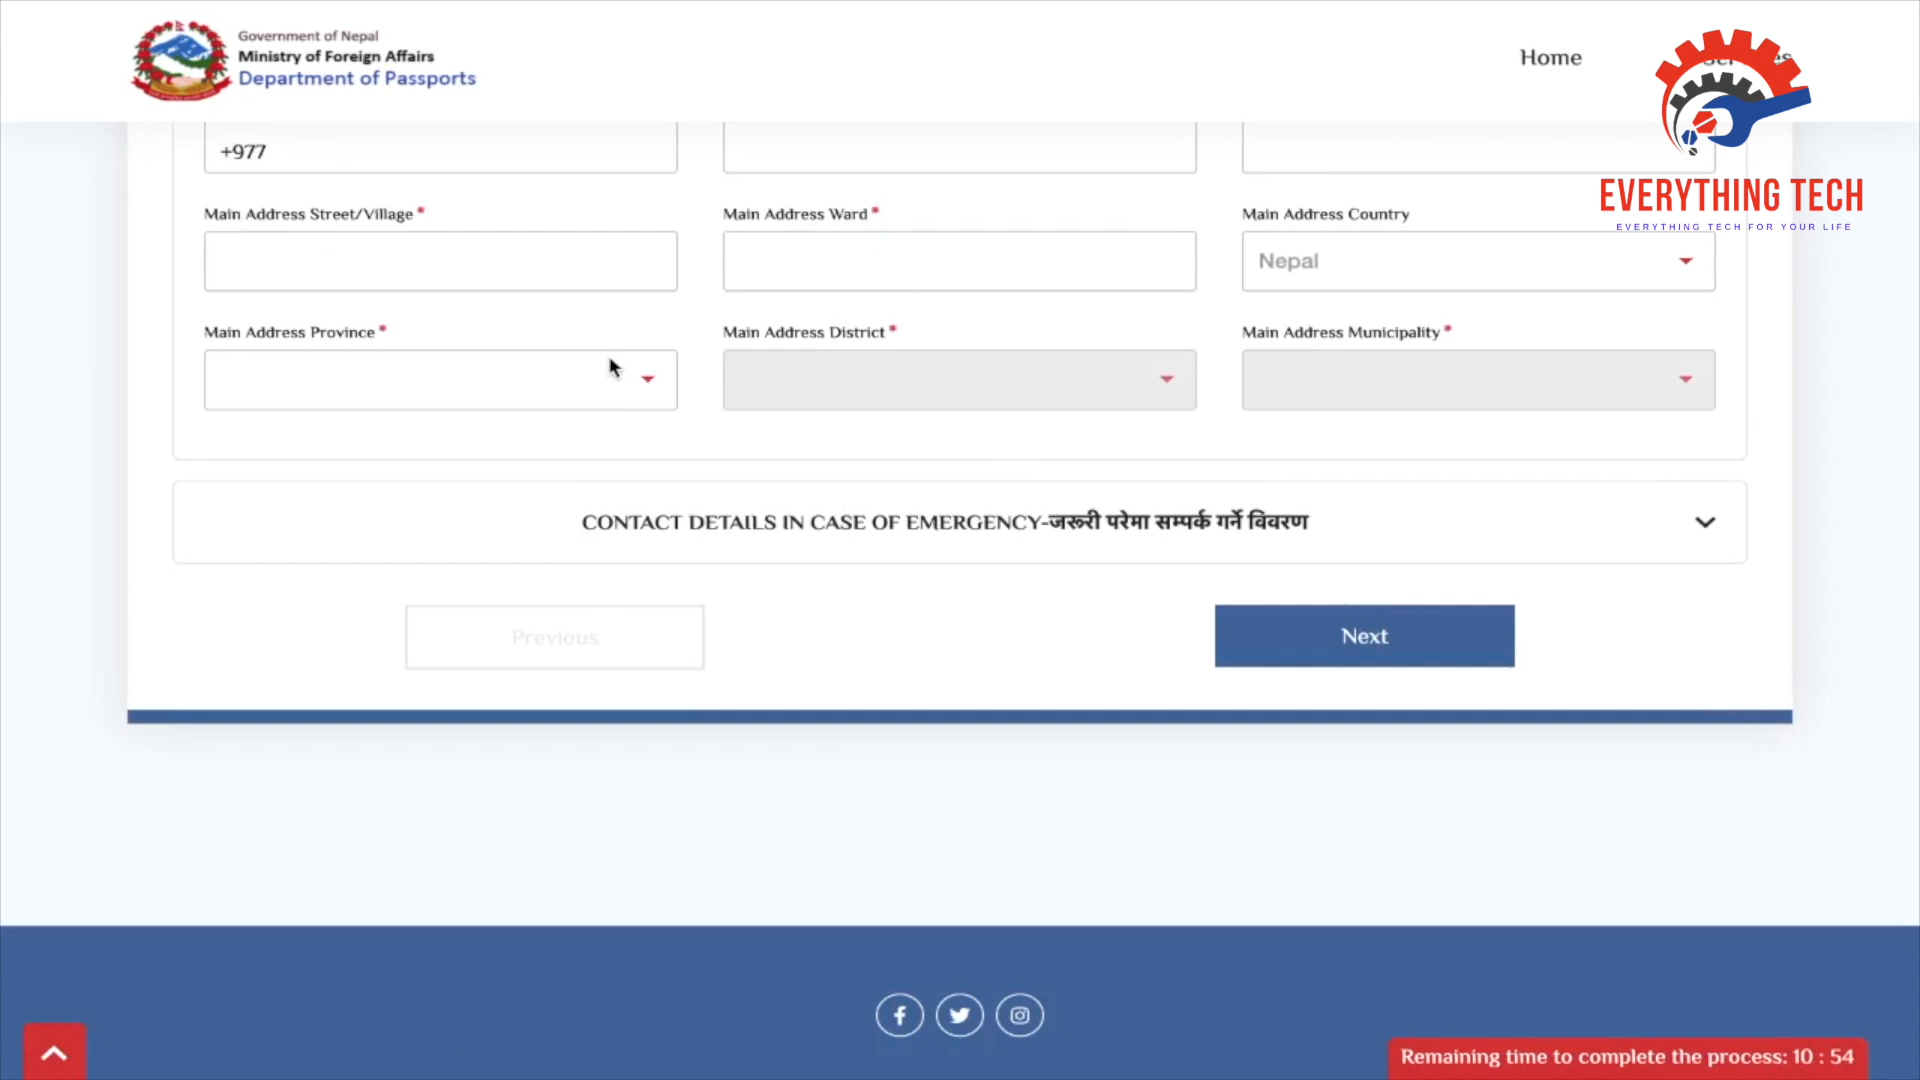 Government of Nepal
Ministry of Foreign Affairs
Department of Passports
Home
EVERYTHING TECH
EVERYTHING TECH FOR YOUR LIFE
+977
Main Address Street/Village *
Main Address Ward *
Main Address Country
Nepal
Main Address Province *
Main Address District *
Main Address Municipality *
CONTACT DETAILS IN CASE OF EMERGENCY-जरूरी परेमा सम्पर्क गर्ने विवरण
Previous
Next
Remaining time to complete the process: 10 : 54